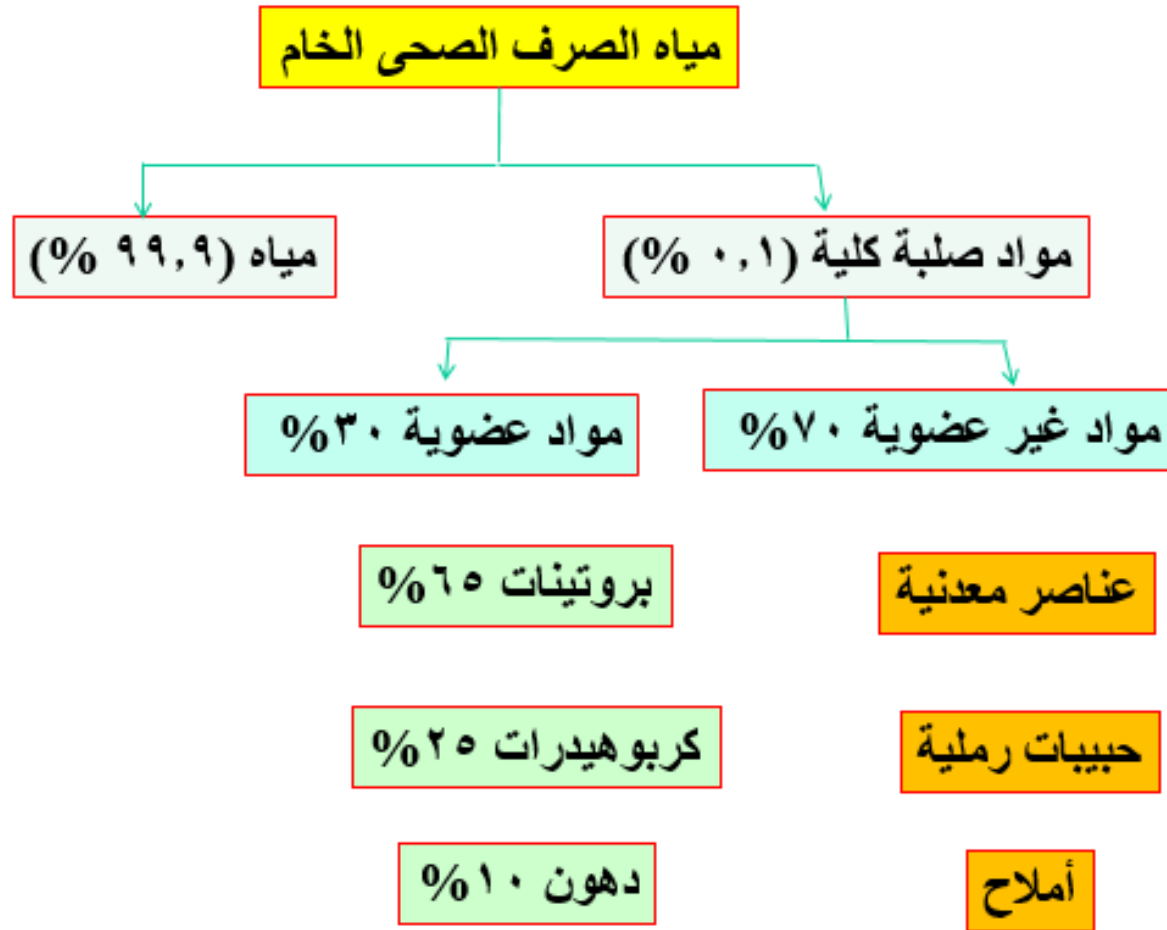 مياه الصرف الصحى الخام
مواد صلبة كلية (٠,١ %)
مياه (٩٩,٩ %)
مواد غير عضوية ٧٠%
مواد عضوية ٣٠%
عناصر معدنية
بروتينات ٦٥%
حبيبات رملية
كربوهيدرات ٢٥%
أملاح
دهون ١٠%